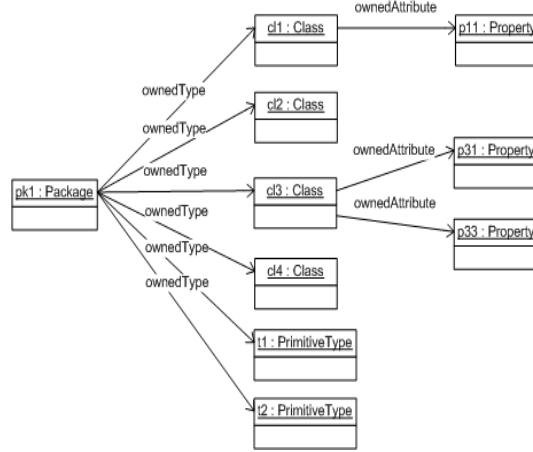 ownedAttribute
cl1 : Class
p11 : Property
ownedType
cl2 : Class
ownedType
ownedAttribute
p31 : Property
ownedType
pk1 : Package
cl3 : Class
ownedAttribute
ownedType
p33 : Property
ownedType
cl4 : Class
ownedType
t1 : PrimitiveType
t2 : PrimitiveType